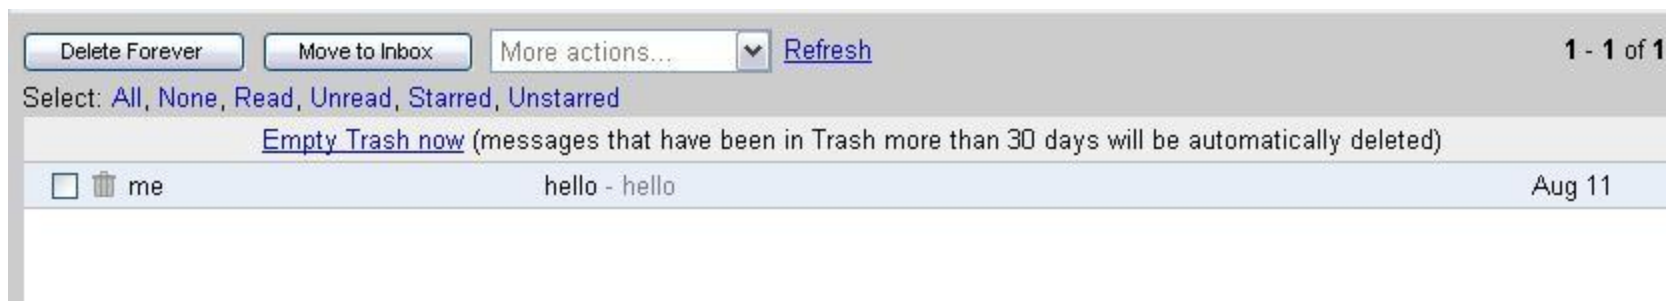 Delete Forever Move to Inbox More actions... Refresh 1 - 1 of 1
Select: All, None, Read, Unread, Starred, Unstarred
Empty Trash now (messages that have been in Trash more than 30 days will be automatically deleted)
me hello - hello Aug 11